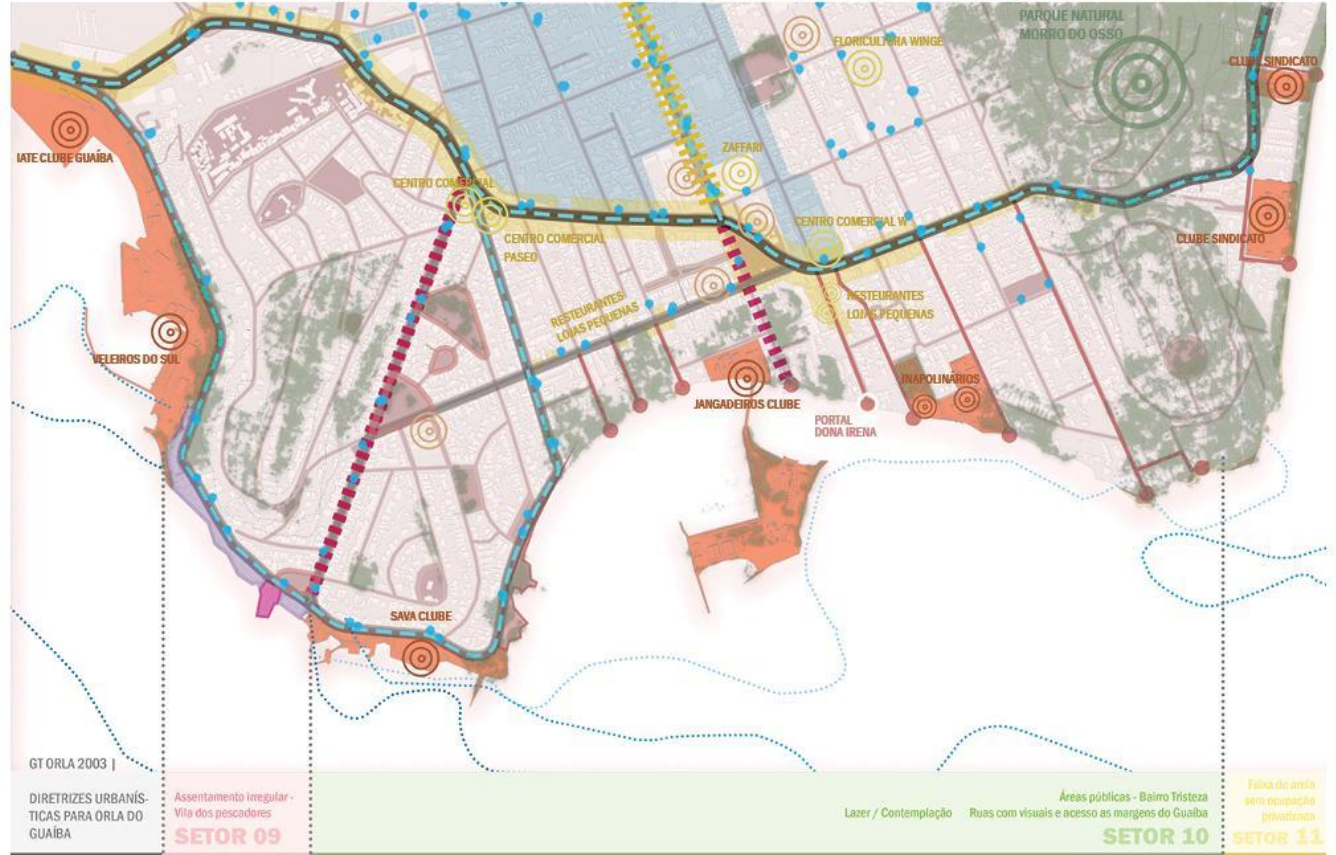 PARQUE NATURAL
MORRO DO OSSO
FLORICULTURA WINGE
CLUBE SINDICATO
IATE CLUBE GUAÍBA
ZAFFARI
CENTRO COMERCIAL
CENTRO COMERCIAL W
CENTRO COMERCIAL
PASEO
CLUBE SINDICATO
RESTEURANTES
LOJAS PEQUENAS
RESTEURANTES
LOJAS PEQUENAS
VELEIROS DO SUL
INAPOLINÁRIOS
JANGADEIROS CLUBE
PORTAL
DONA IRENA
SAVA CLUBE
GT ORLA 2003 |
DIRETRIZES URBANÍS-
TICAS PARA ORLA DO
GUAÍBA
Assentamento irregular -
Vila dos pescadores
SETOR 09
Áreas públicas - Bairro Tristeza
Lazer / Contemplação Ruas com visuais e acesso as margens do Guaíba
SETOR 10
Faixa de areia
sem ocupação
privatizada
SETOR 11